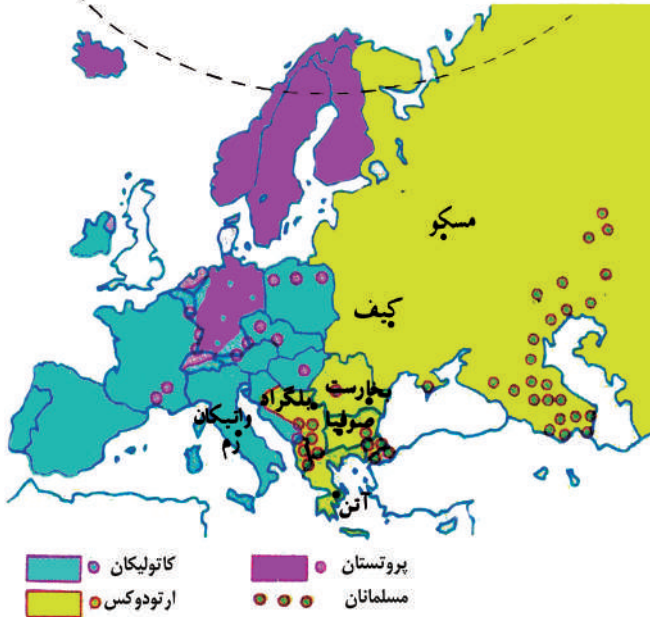 مسکو
کیف
بخارست
بلگراد
صوفیا
واتیکان
رم
آتن
کاتولیکان
پروتستان
ارتودوکس
مسلمانان